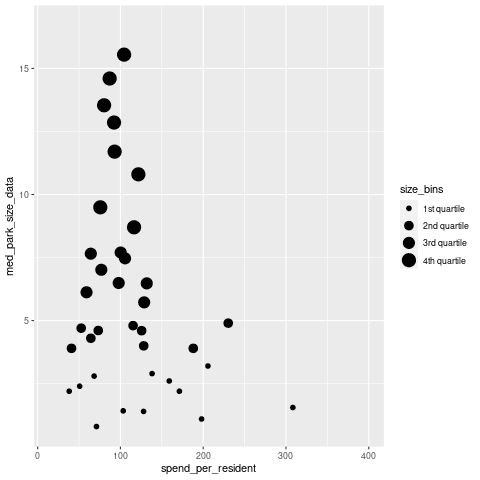 15
10
5
med_park_size_data
0 100 200 300 400
spend_per_resident
size_bins
1st quartile
2nd quartile
3rd quartile
4th quartile